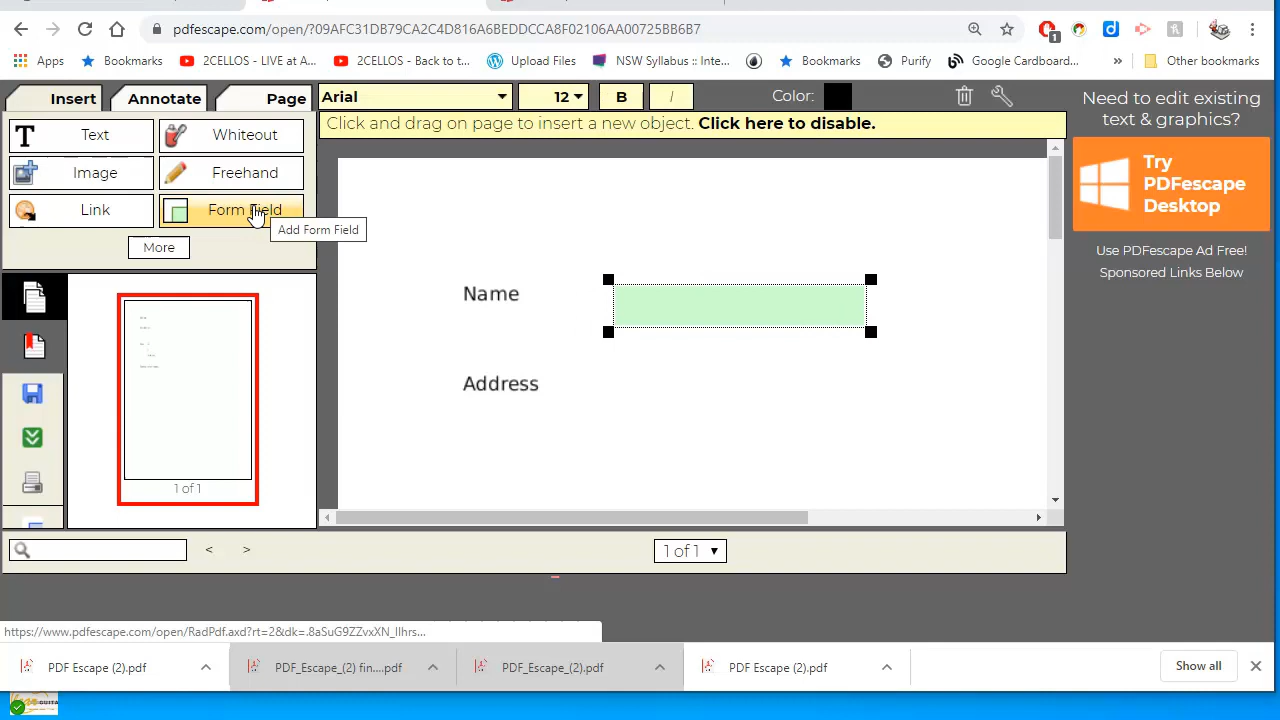 pdfescape.com/open/?09AFC31DB79CA2C4D816A6BEDDCCA8F02106AA00725BB6B7
1
Apps Bookmarks 2CELLOS - LIVE at A... 2CELLOS - Back to t... Upload Files NSW Syllabus :: Inte... Bookmarks Purify Google Cardboard... » Other bookmarks
Insert Annotate Page Arial 12 B I Color:
Click and drag on page to insert a new object. Click here to disable.
Text Whiteout
Image Freehand
Link Form Field
Add Form Field
More
Name
Address
1 of 1
< > 1 of 1
Need to edit existing
text & graphics?
Try
PDFescape
Desktop
Use PDFescape Ad Free!
Sponsored Links Below
https://www.pdfescape.com/open/RadPdf.axd?rt=2&dk=.8aSuG9ZZvxXN_IIhrs...
PDF Escape (2).pdf PDF_Escape_(2) fin....pdf PDF_Escape_(2).pdf PDF Escape (2).pdf Show all